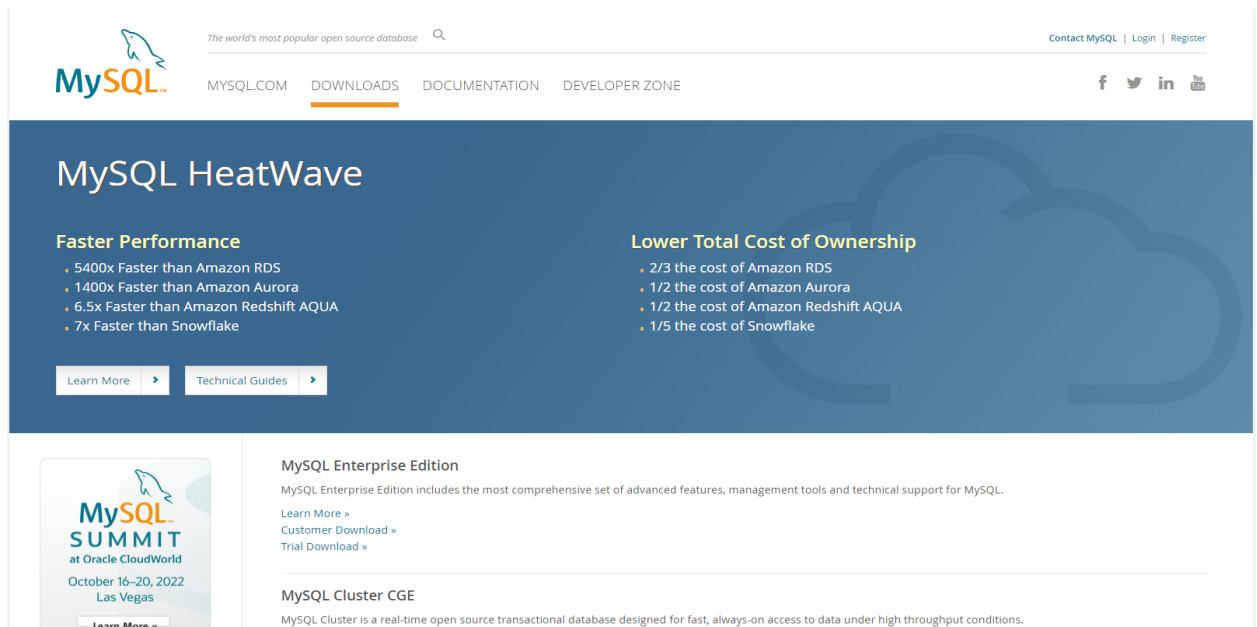 The world's most popular open source database
Contact MySQL | Login | Register
MySQL™
MYSQL.COM DOWNLOADS DOCUMENTATION DEVELOPER ZONE
f in You Tube
MySQL HeatWave
Faster Performance
5400x Faster than Amazon RDS
1400x Faster than Amazon Aurora
6.5x Faster than Amazon Redshift AQUA
7x Faster than Snowflake
Lower Total Cost of Ownership
2/3 the cost of Amazon RDS
1/2 the cost of Amazon Aurora
1/2 the cost of Amazon Redshift AQUA
1/5 the cost of Snowflake
Learn More
Technical Guides
MySQL™
SUMMIT
at Oracle CloudWorld
October 16–20, 2022
Las Vegas
Learn More »
MySQL Enterprise Edition
MySQL Enterprise Edition includes the most comprehensive set of advanced features, management tools and technical support for MySQL.
Learn More »
Customer Download »
Trial Download »
MySQL Cluster CGE
MySQL Cluster is a real-time open source transactional database designed for fast, always-on access to data under high throughput conditions.